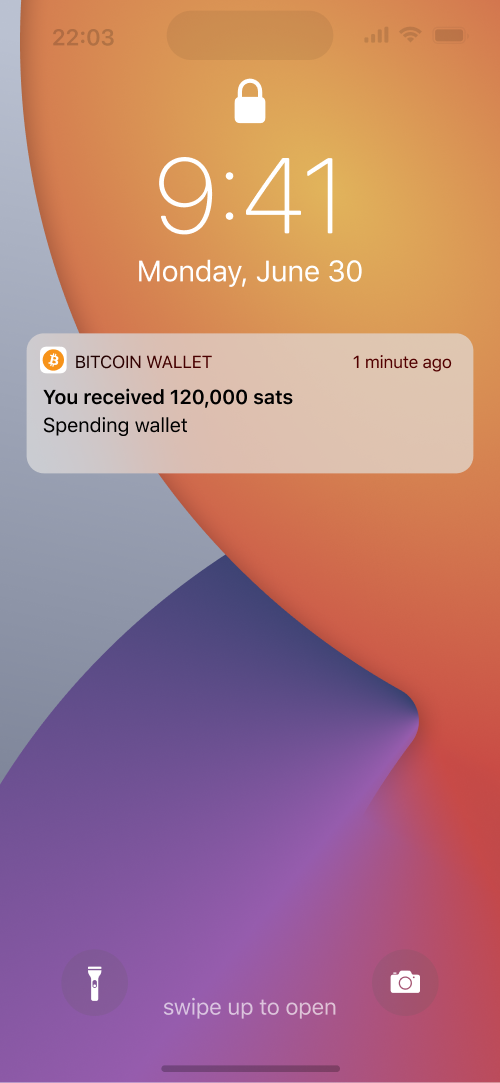 22:03
9:41
Monday, June 30
BITCOIN WALLET 1 minute ago
You received 120,000 sats
Spending wallet
swipe up to open